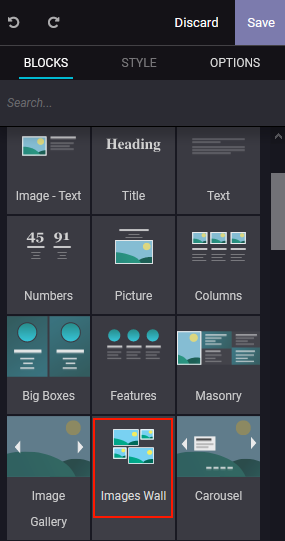 Discard Save
BLOCKS STYLE OPTIONS
Search...
Heading
Image - Text Title Text
45 91
Numbers Picture Columns
Big Boxes Features Masonry
Image Images Wall Carousel
Gallery